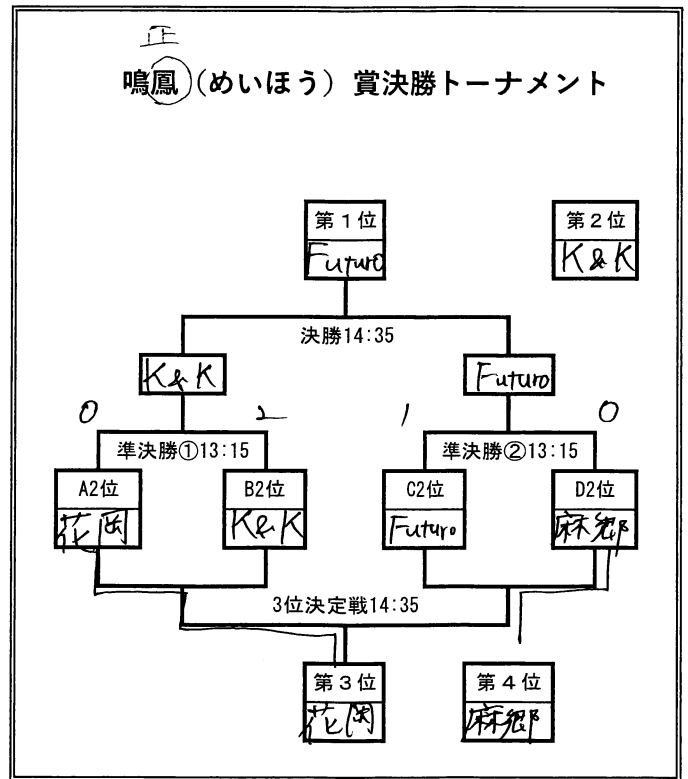 正
鳴鳳(めいほう)賞決勝トーナメント
第1位 第2位
Futuro K&K
決勝14:35
K&K Futuro
0 2 1 0
準決勝①13:15 準決勝②13:15
A2位 B2位 C2位 D2位
花岡 K&K Futuro 麻郷
3位決定戦14:35
第3位 第4位
花岡 麻郷